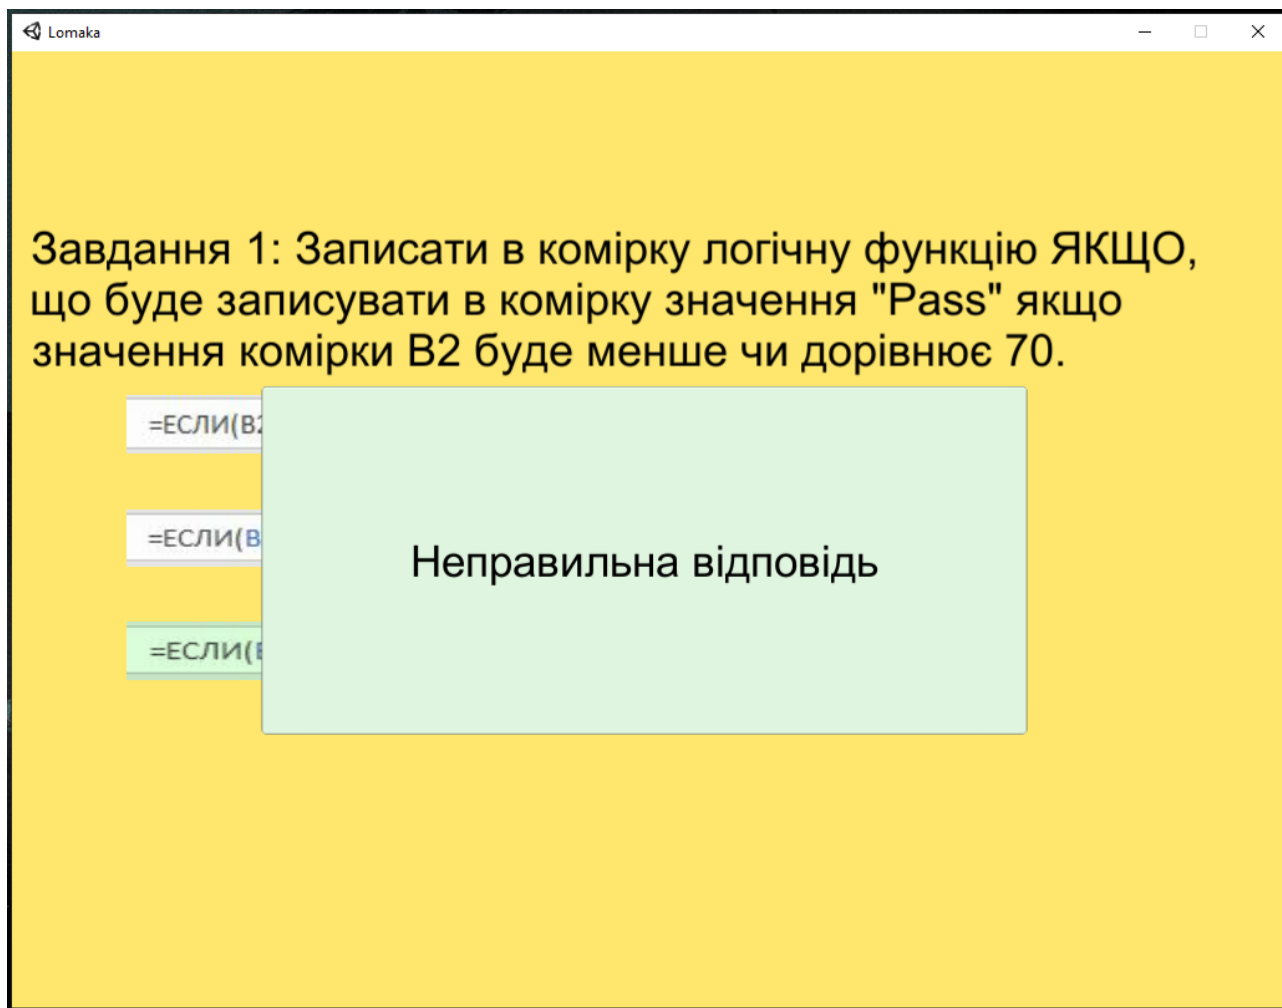 Lomaka
Завдання 1: Записати в комірку логічну функцію ЯКЩО,
що буде записувати в комірку значення "Pass" якщо
значення комірки B2 буде менше чи дорівнює 70.
=ЕСЛИ(B2
=ЕСЛИ(B
Неправильна відповідь
=ЕСЛИ(